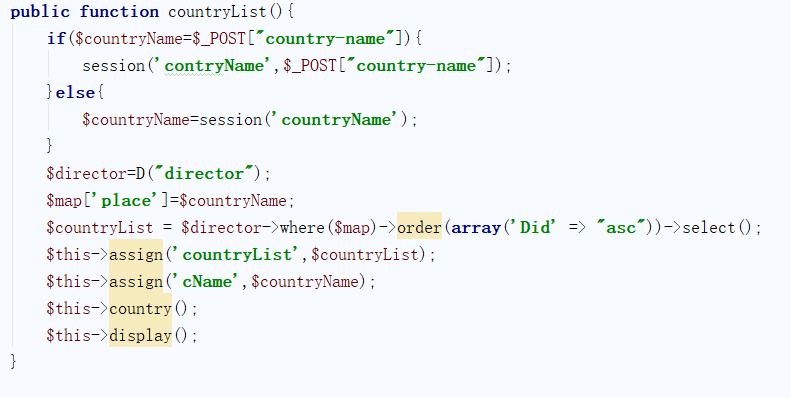 public function countryList(){
if($countryName=$_POST["country-name"]){
session('contryName',$_POST["country-name"]);
}else{
$countryName=session('countryName');
}
$director=D("director");
$map['place']=$countryName;
$countryList = $director->where($map)->order(array('Did' => "asc"))->select();
$this->assign('countryList',$countryList);
$this->assign('cName',$countryName);
$this->country();
$this->display();
}